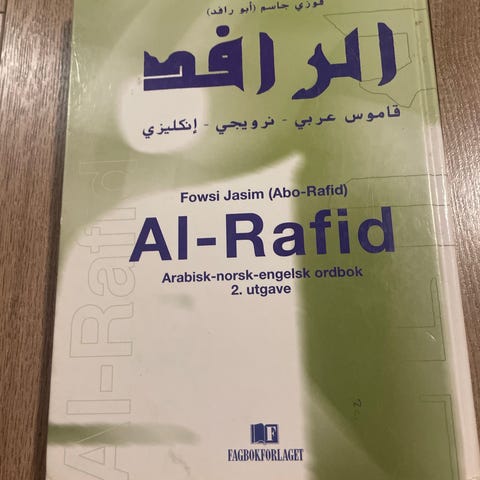 فوزي جاسم (أبو رافد)
الرافد
قاموس عربي - نرويجي - إنكليزي
Fowsi Jasim (Abo-Rafid)
Al-Rafid
Arabisk-norsk-engelsk ordbok
2. utgave
Al-Rafid
F
FAGBOKFORLAGET